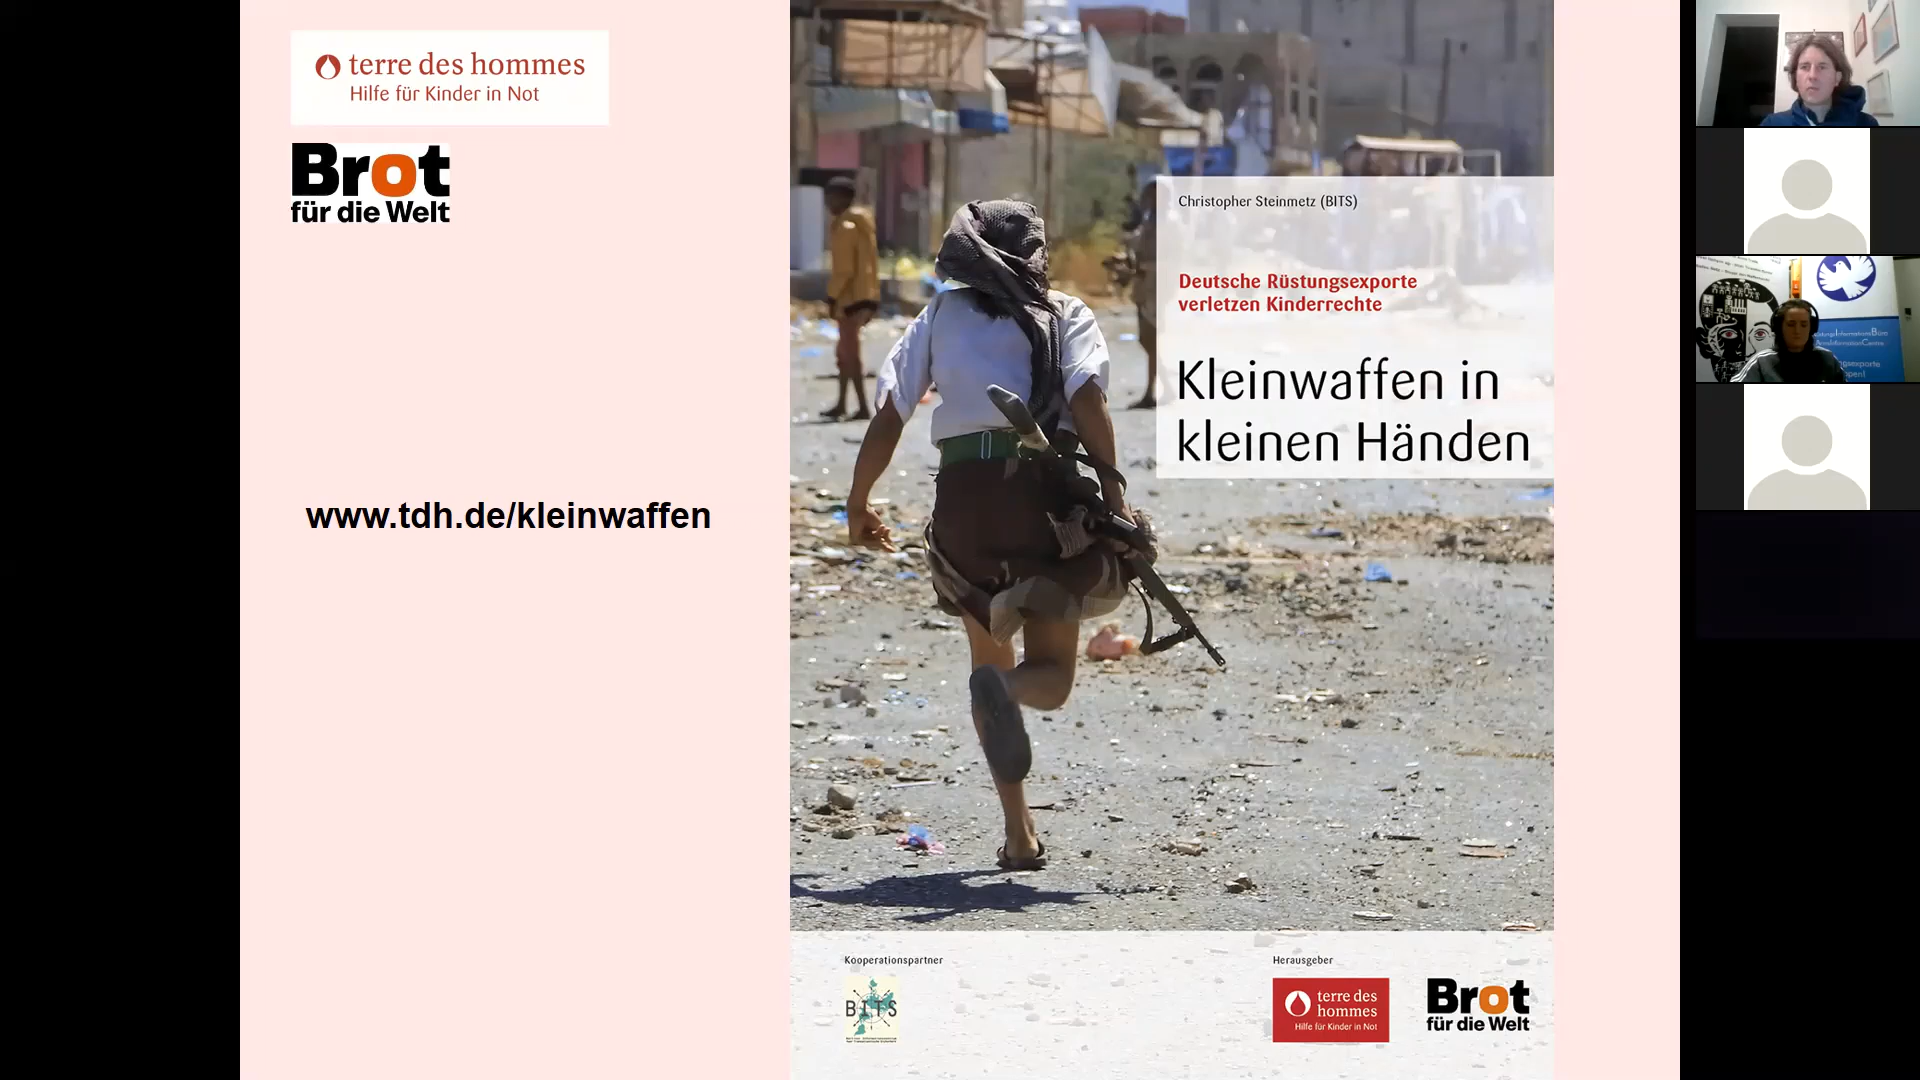 terre des hommes
Hilfe für Kinder in Not
Brot
für die Welt
www.tdh.de/kleinwaffen
Christopher Steinmetz (BITS)
Deutsche Rüstungsexporte
verletzen Kinderrechte
Kleinwaffen in
kleinen Händen
Kooperationspartner
BITS
Herausgeber
terre des
hommes
Hilfe für Kinder in Not
Brot
für die Welt